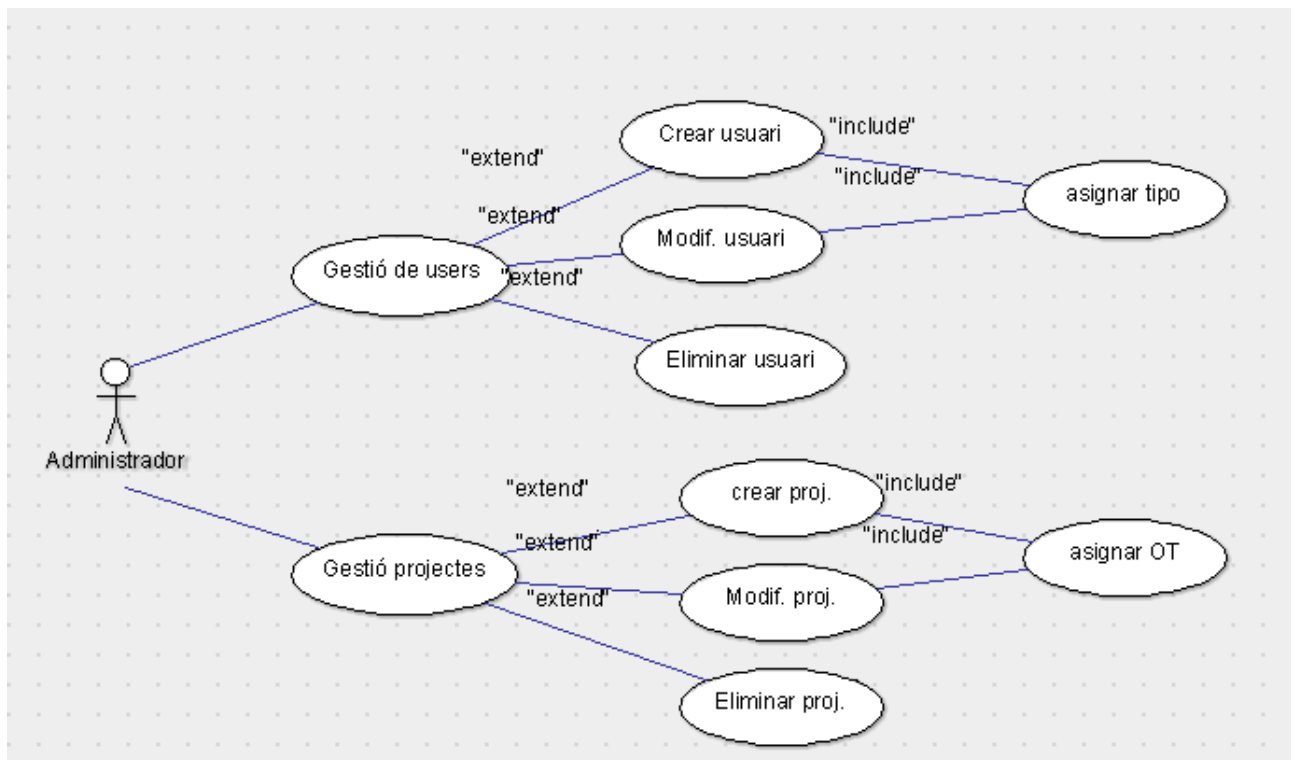 Crear usuari
"include"
"extend"
"include"
asignar tipo
"extend"
Modif. usuari
Gestió de users
"extend"
Eliminar usuari
Administrador
"extend"
crear proj.
"include"
"extend"
"include"
asignar OT
Gestió projectes
"extend"
Modif. proj.
Eliminar proj.